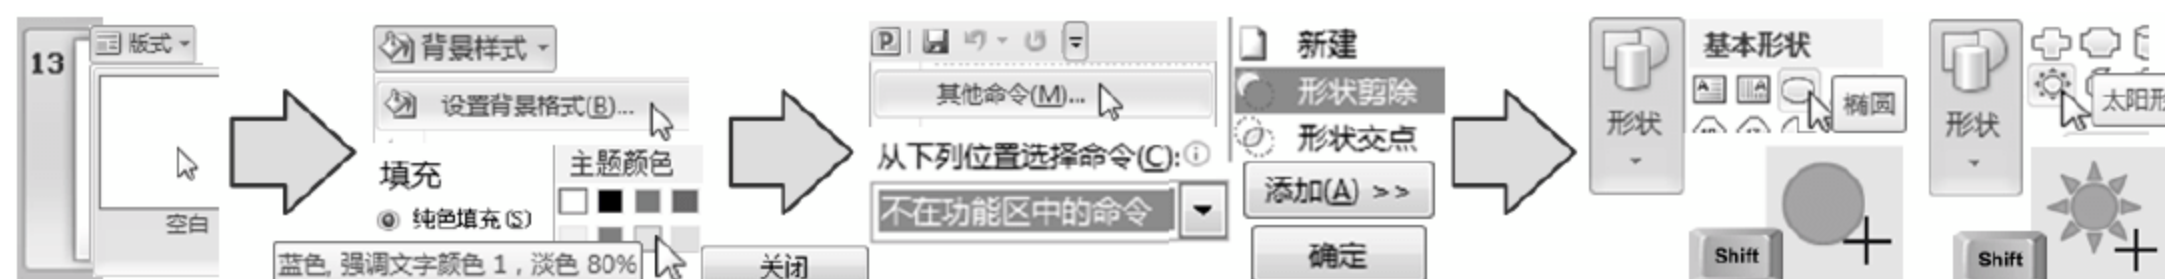 13
版式
空白
背景样式
设置背景格式(B)...
填充
主题颜色
纯色填充(S)
蓝色, 强调文字颜色 1，淡色 80%
关闭
P
其他命令(M)...
从下列位置选择命令(C):
不在功能区中的命令
新建
形状剪除
形状交点
添加(A) >>
确定
形状
基本形状
椭圆
Shift
形状
太阳形
Shift